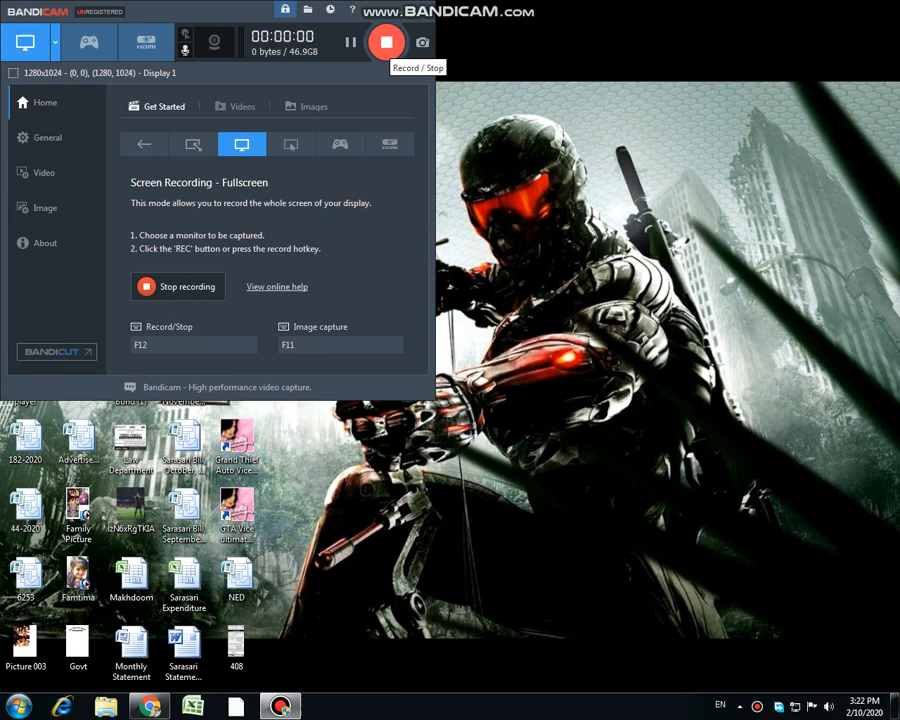 BANDICAM UNREGISTERED
www.BANDICAM.com
HDMI
00:00:00
0 bytes / 46.9GB
Record / Stop
1280x1024 - (0, 0), (1280, 1024) - Display 1
Home
General
Video
Image
About
BANDICUT
Get Started
Videos
Images
HDMI
Screen Recording - Fullscreen
This mode allows you to record the whole screen of your display.
1. Choose a monitor to be captured.
2. Click the 'REC' button or press the record hotkey.
Stop recording
View online help
Record/Stop
Image capture
F12
F11
Bandicam - High performance video capture.
182-2020
Advertise...
Law Department
Sarasari Bill, October, ...
Grand Thief Auto Vice...
44-2020
Family Picture
IzN6xRgTKIA
Sarasari Bill, Septembe...
GTA Vice ultimat...
6253
Famtima
Makhdoom
Sarasari Expenditure
NED
Picture 003
Govt
Monthly Statement
Sarasari Stateme...
408
EN
3:22 PM
2/10/2020